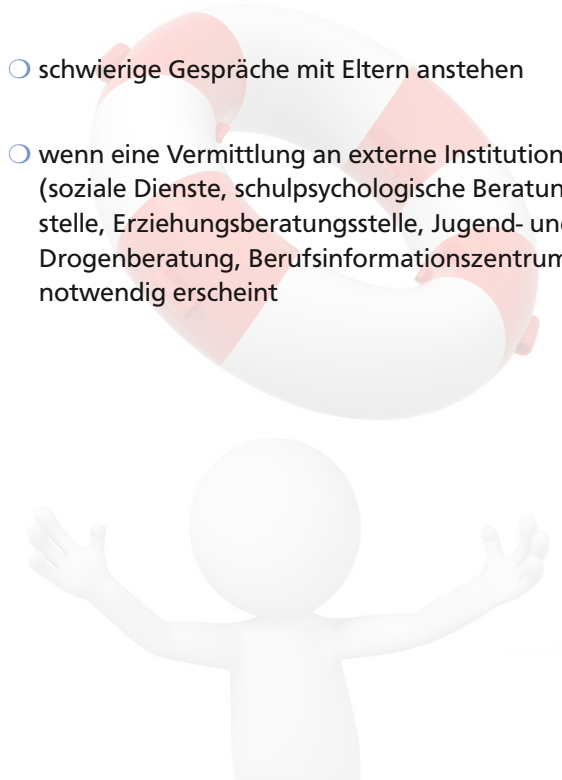 schwierige Gespräche mit Eltern anstehen
wenn eine Vermittlung an externe Institution
(soziale Dienste, schulpsychologische Beratun
stelle, Erziehungsberatungsstelle, Jugend- un
Drogenberatung, Berufsinformationszentrum
notwendig erscheint